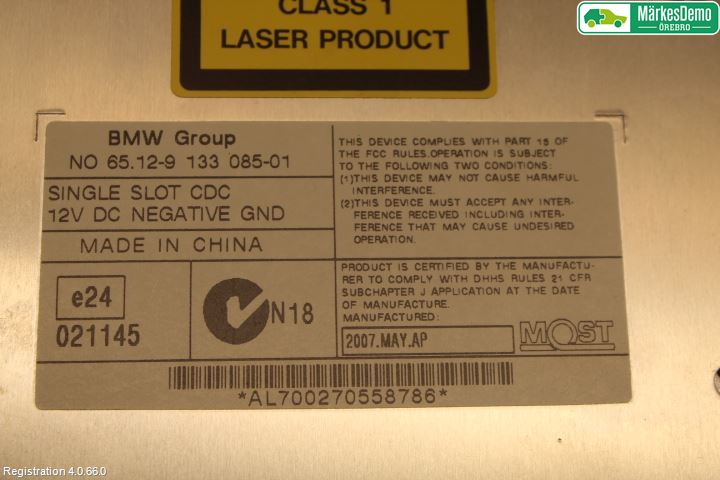 CLASS 1
LASER PRODUCT
MärkesDemo
ÖREBRO
BMW Group
NO 65.12-9 133 085-01
SINGLE SLOT CDC
12V DC NEGATIVE GND
MADE IN CHINA
e24
021145
N18
THIS DEVICE COMPLIES WITH PART 15 OF
THE FCC RULES.OPERATION IS SUBJECT
TO THE FOLLOWING TWO CONDITIONS:
(1)THIS DEVICE MAY NOT CAUSE HARMFUL
INTERFERENCE.
(2)THIS DEVICE MUST ACCEPT ANY INTER-
FERENCE RECEIVED INCLUDING INTER-
FERENCE THAT MAY CAUSE UNDESIRED
OPERATION.
PRODUCT IS CERTIFIED BY THE MANUFACTU-
RER TO COMPLY WITH DHHS RULES 21 CFR
SUBCHAPTER J APPLICATION AT THE DATE
OF MANUFACTURE.
MANUFACTURED:
2007.MAY.AP
MOST
*AL700270558786*
Registration 4.0.66.0